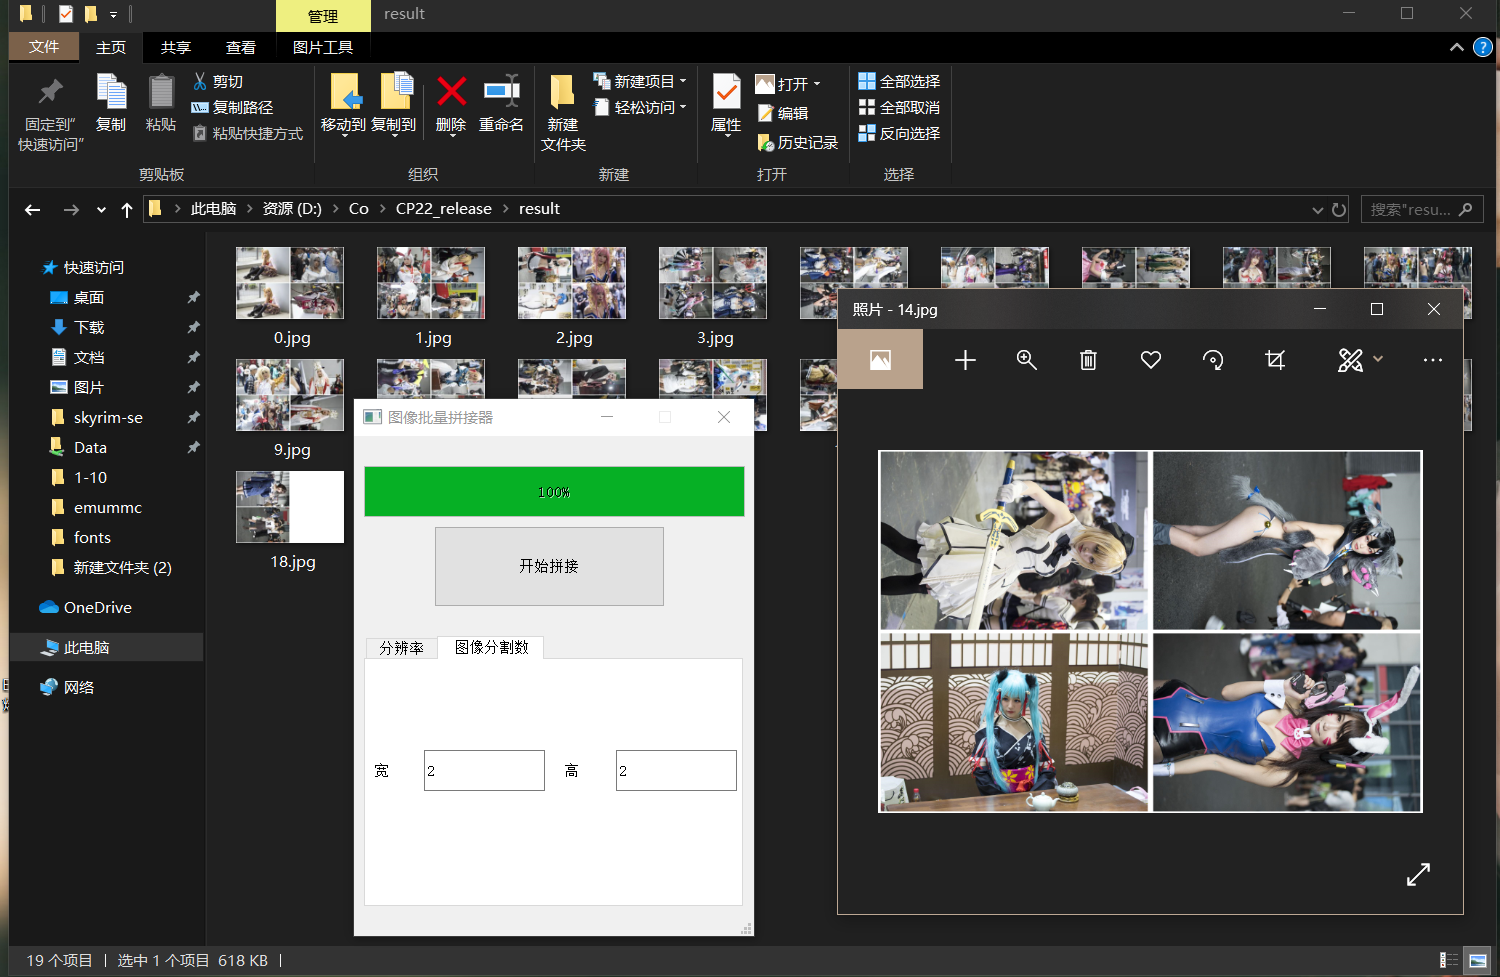 管理
result
文件
主页
共享
查看
图片工具
固定到"
快速访问"
复制
粘贴
剪切
复制路径
粘贴快捷方式
剪贴板
移动到
复制到
删除
重命名
组织
新建
文件夹
新建项目
轻松访问
新建
属性
打开
编辑
历史记录
打开
全部选择
全部取消
反向选择
选择
此电脑 > 资源 (D:) > Co > CP22_release > result
搜索"resu...
快速访问
桌面
下载
文档
图片
skyrim-se
Data
1-10
emummc
fonts
新建文件夹 (2)
OneDrive
此电脑
网络
0.jpg
1.jpg
2.jpg
3.jpg
9.jpg
18.jpg
图像批量拼接器
100%
开始拼接
分辨率
图像分割数
宽
2
高
2
照片 - 14.jpg
19 个项目
选中 1 个项目 618 KB